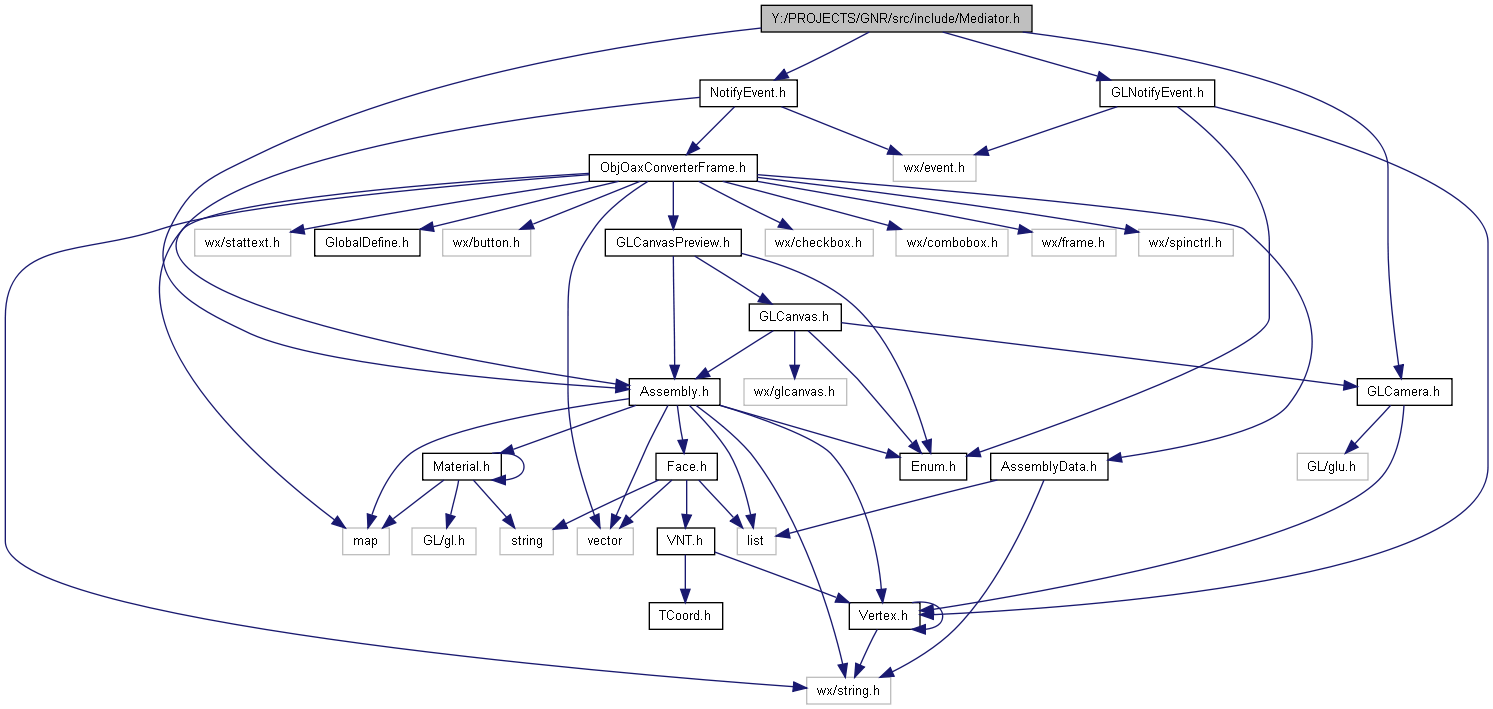 Y:/PROJECTS/GNR/src/include/Mediator.h
NotifyEvent.h
GLNotifyEvent.h
ObjOaxConverterFrame.h
wx/event.h
wx/stattext.h
GlobalDefine.h
wx/button.h
GLCanvasPreview.h
wx/checkbox.h
wx/combobox.h
wx/frame.h
wx/spinctrl.h
GLCanvas.h
Assembly.h
wx/glcanvas.h
GLCamera.h
Material.h
Face.h
Enum.h
AssemblyData.h
GL/glu.h
map
GL/gl.h
string
vector
VNT.h
list
TCoord.h
Vertex.h
wx/string.h